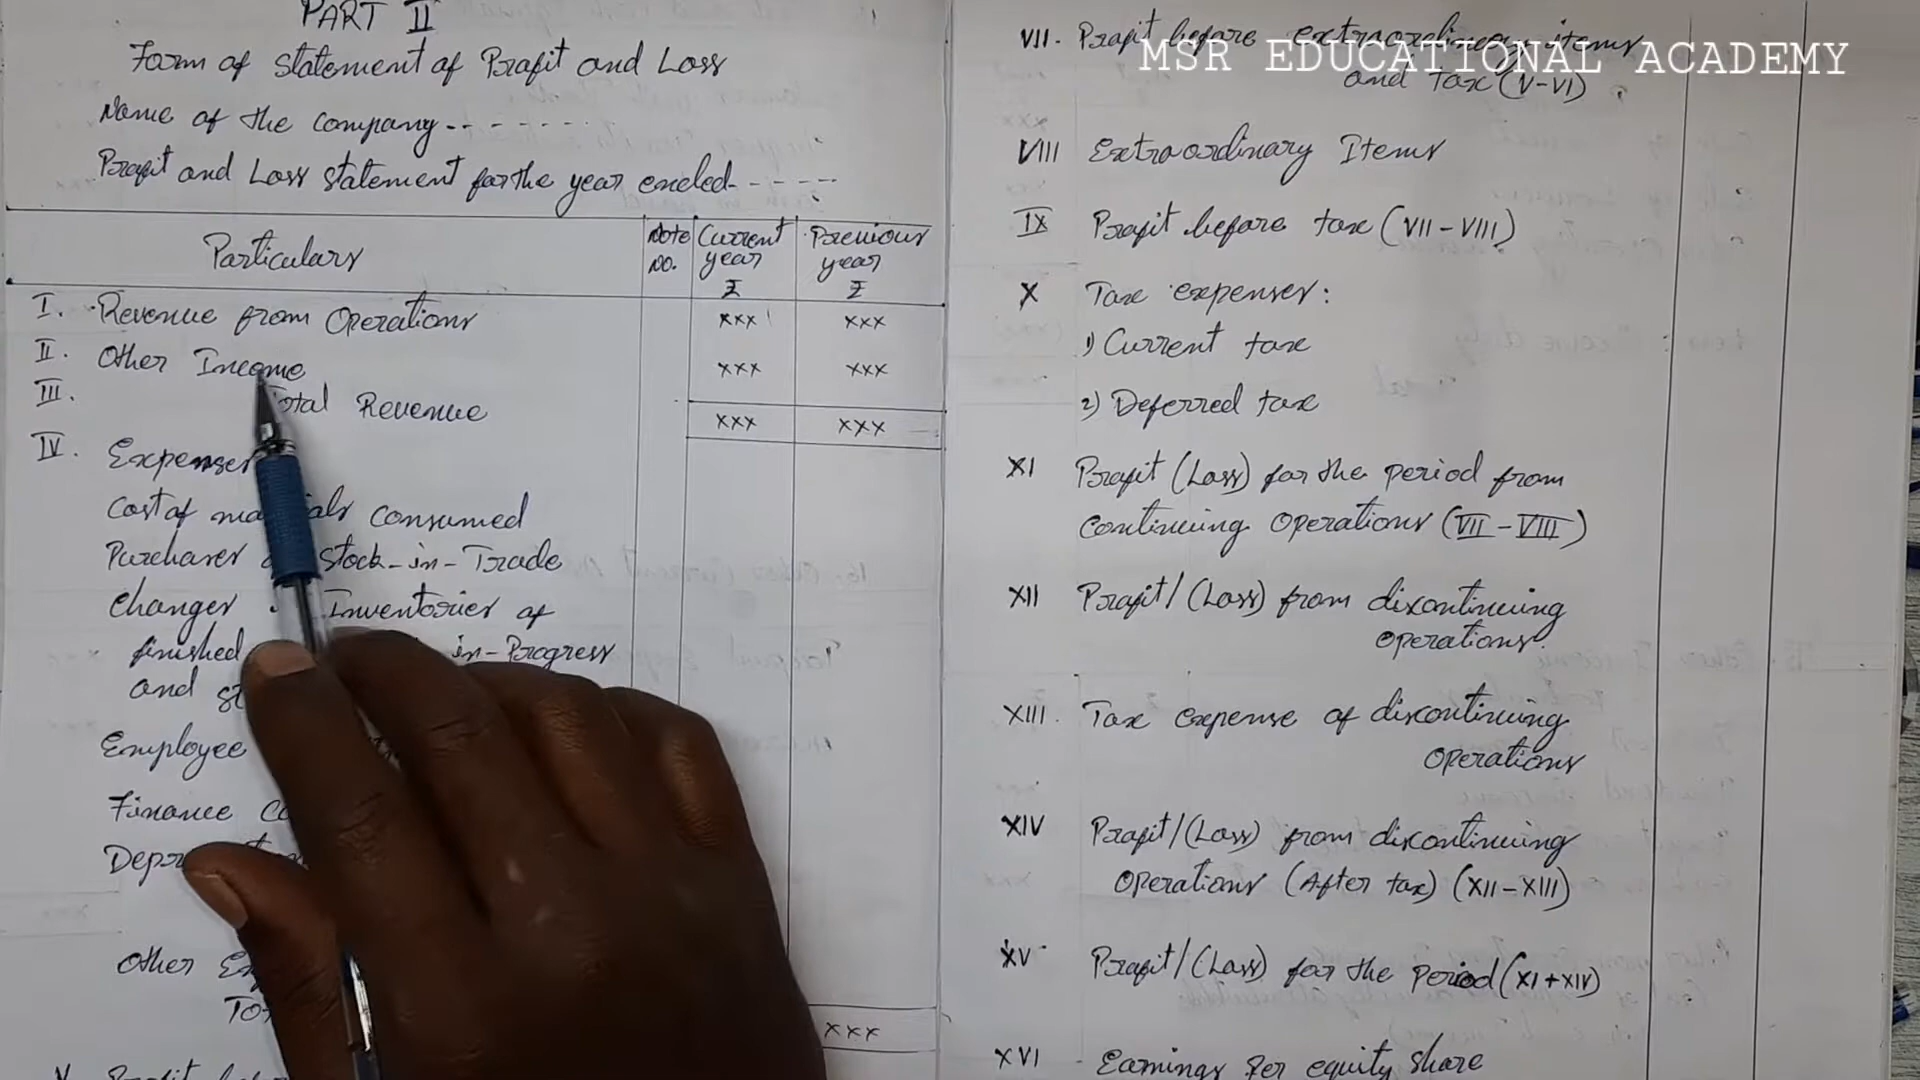 PART II
Form of Statement of Profit and Loss
Name of the company - - - - - - - -
Profit and Loss statement for the year ended - - - - -
Particulars
Note No.
Current year ₹
Previous year ₹
I. Revenue from Operations xxx xxx
II. Other Income xxx xxx
III. Total Revenue xxx xxx
IV. Expenses
Cost of consumed
Purchases Stock-in-Trade
Changes Inventories of
finished in-Progress
and
Employee
Finance
Other
xxx
V.
VII. Profit before extraordinary items
and tax (V-VI)
MSR EDUCATIONAL ACADEMY
VIII Extraordinary Items
IX Profit before tax (VII-VIII)
X Tax expenses:
1) Current tax
2) Deferred tax
XI Profit (Loss) for the period from
continuing operations (VII-VIII)
XII Profit/(Loss) from discontinuing
operations.
XIII. Tax expense of discontinuing
operations
XIV Profit/(Loss) from discontinuing
operations (After tax) (XII-XIII)
XV Profit/(Loss) for the period (XI+XIV)
XVI Earnings Per equity share